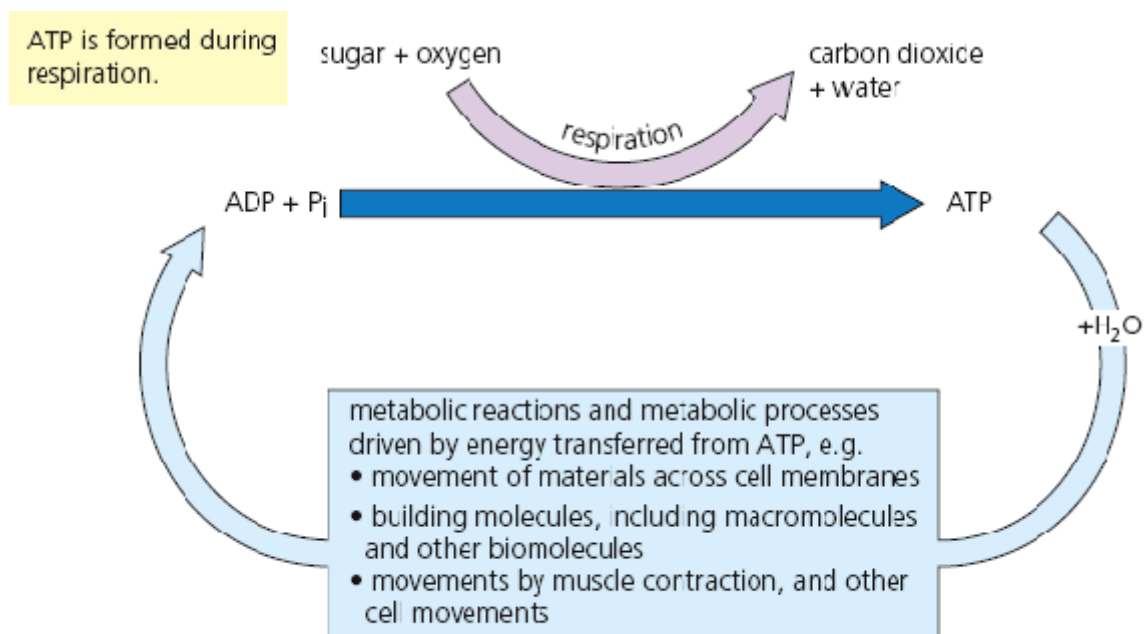 ATP is formed during
respiration.
sugar + oxygen
carbon dioxide
+ water
respiration
ADP + Pi
ATP
+H₂O
metabolic reactions and metabolic processes
driven by energy transferred from ATP, e.g.
• movement of materials across cell membranes
• building molecules, including macromolecules
and other biomolecules
• movements by muscle contraction, and other
cell movements